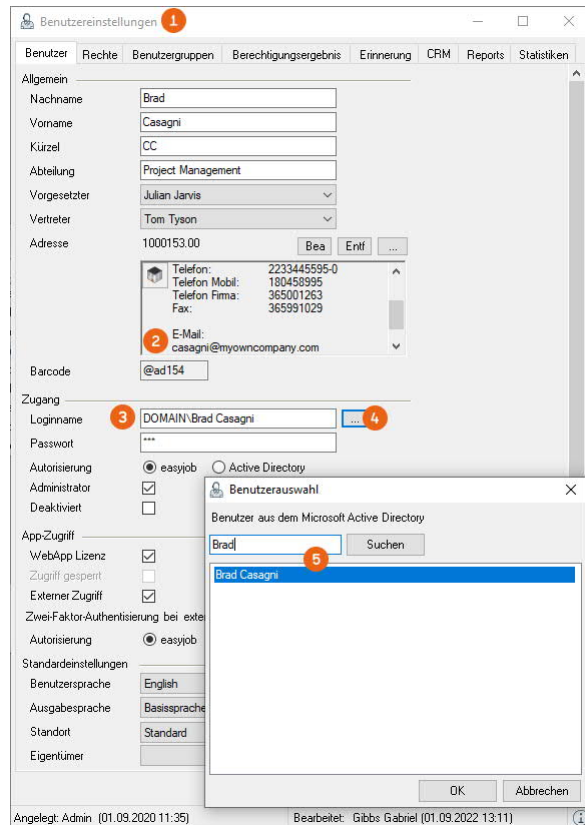 Benutzereinstellungen 1
Benutzer Rechte Benutzergruppen Berechtigungsergebnis Erinnerung CRM Reports Statistiken
Allgemein
Nachname Brad
Vorname Casagni
Kürzel CC
Abteilung Project Management
Vorgesetzter Julian Jarvis
Vertreter Tom Tyson
Adresse 1000153.00 Bea Entf ...
Telefon: 2233445595-0
Telefon Mobil: 180458995
Telefon Firma: 365001263
Fax: 365991029
2 E-Mail:
casagni@myowncompany.com
Barcode @ad154
Zugang
Loginname 3 DOMAIN\Brad Casagni ... 4
Passwort ***
Autorisierung easyjob Active Directory
Administrator
Deaktiviert
App-Zugriff
WebApp Lizenz
Zugriff gesperrt
Externer Zugriff
Zwei-Faktor-Authentisierung bei exte
Autorisierung easyjob
Standardeinstellungen
Benutzersprache English
Ausgabesprache Basissprache
Standort Standard
Eigentümer
Benutzerauswahl
Benutzer aus dem Microsoft Active Directory
Brad Suchen
5
Brad Casagni
OK Abbrechen
Angelegt: Admin (01.09.2020 11:35) Bearbeitet: Gibbs Gabriel (01.09.2022 13:11)